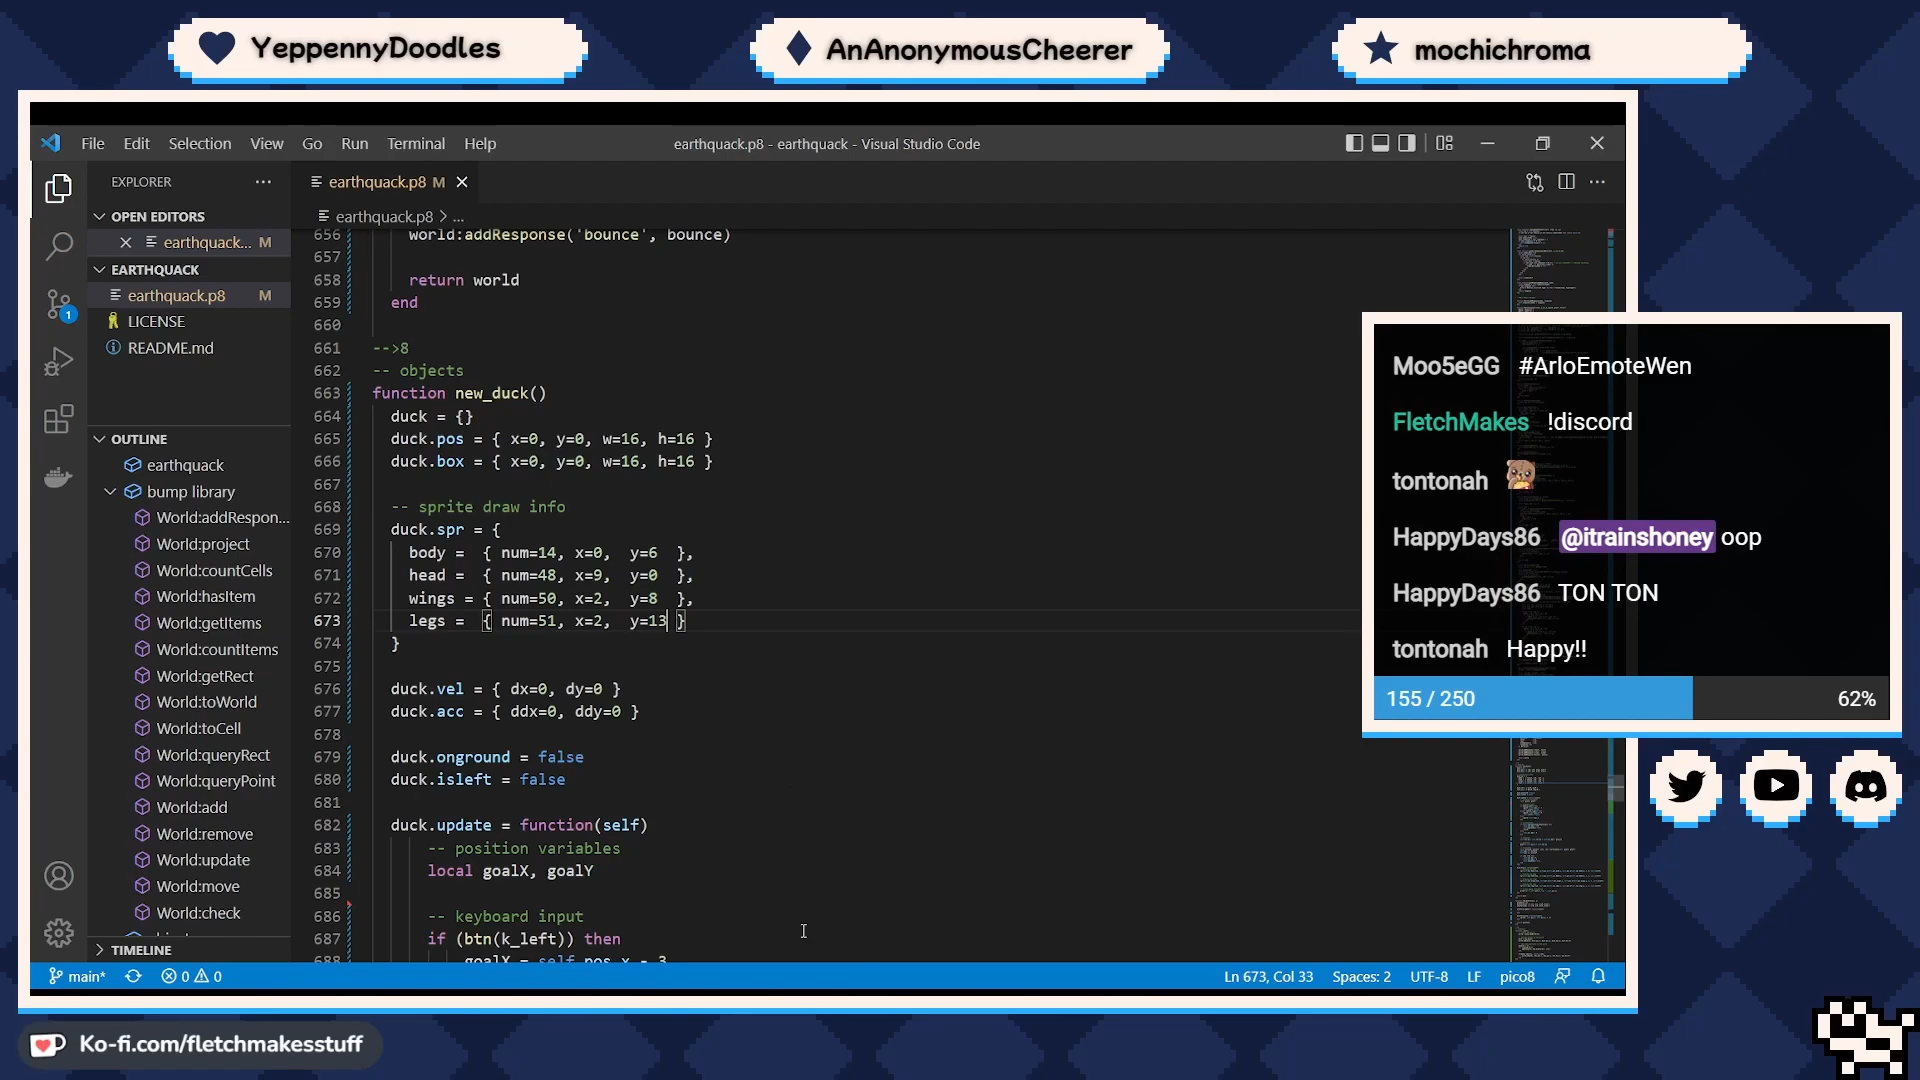 YeppennyDoodles
AnAnonymousCheerer
mochichroma
File Edit Selection View Go Run Terminal Help
earthquack.p8 - earthquack - Visual Studio Code
EXPLORER
earthquack.p8 M
OPEN EDITORS
earthquack... M
EARTHQUACK
earthquack.p8 M
LICENSE
README.md
1
OUTLINE
earthquack
bump library
World:addRespon...
World:project
World:countCells
World:hasItem
World:getItems
World:countItems
World:getRect
World:toWorld
World:toCell
World:queryRect
World:queryPoint
World:add
World:remove
World:update
World:move
World:check
TIMELINE
earthquack.p8 > ...
656 world:addResponse('bounce', bounce)
657
658 return world
659 end
660
661 -->8
662 -- objects
663 function new_duck()
664 duck = {}
665 duck.pos = { x=0, y=0, w=16, h=16 }
666 duck.box = { x=0, y=0, w=16, h=16 }
667
668 -- sprite draw info
669 duck.spr = {
670 body = { num=14, x=0, y=6 },
671 head = { num=48, x=9, y=0 },
672 wings = { num=50, x=2, y=8 },
673 legs = { num=51, x=2, y=13 }
674 }
675
676 duck.vel = { dx=0, dy=0 }
677 duck.acc = { ddx=0, ddy=0 }
678
679 duck.onground = false
680 duck.isleft = false
681
682 duck.update = function(self)
683 -- position variables
684 local goalX, goalY
685
686 -- keyboard input
687 if (btn(k_left)) then
688 goalX = self.pos.x - 3
main* 0 0
Ln 673, Col 33 Spaces: 2 UTF-8 LF pico8
Moo5eGG #ArloEmoteWen
FletchMakes !discord
tontonah
HappyDays86 @itrainshoney oop
HappyDays86 TON TON
tontonah Happy!!
155 / 250 62%
Ko-fi.com/fletchmakesstuff